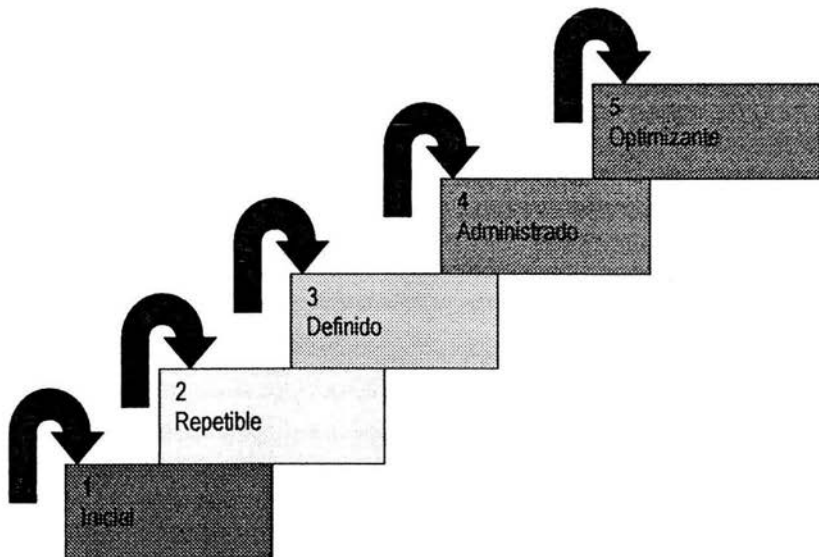 5
Optimizante
4
Administrado
3
Definido
2
Repetible
1
Inicial